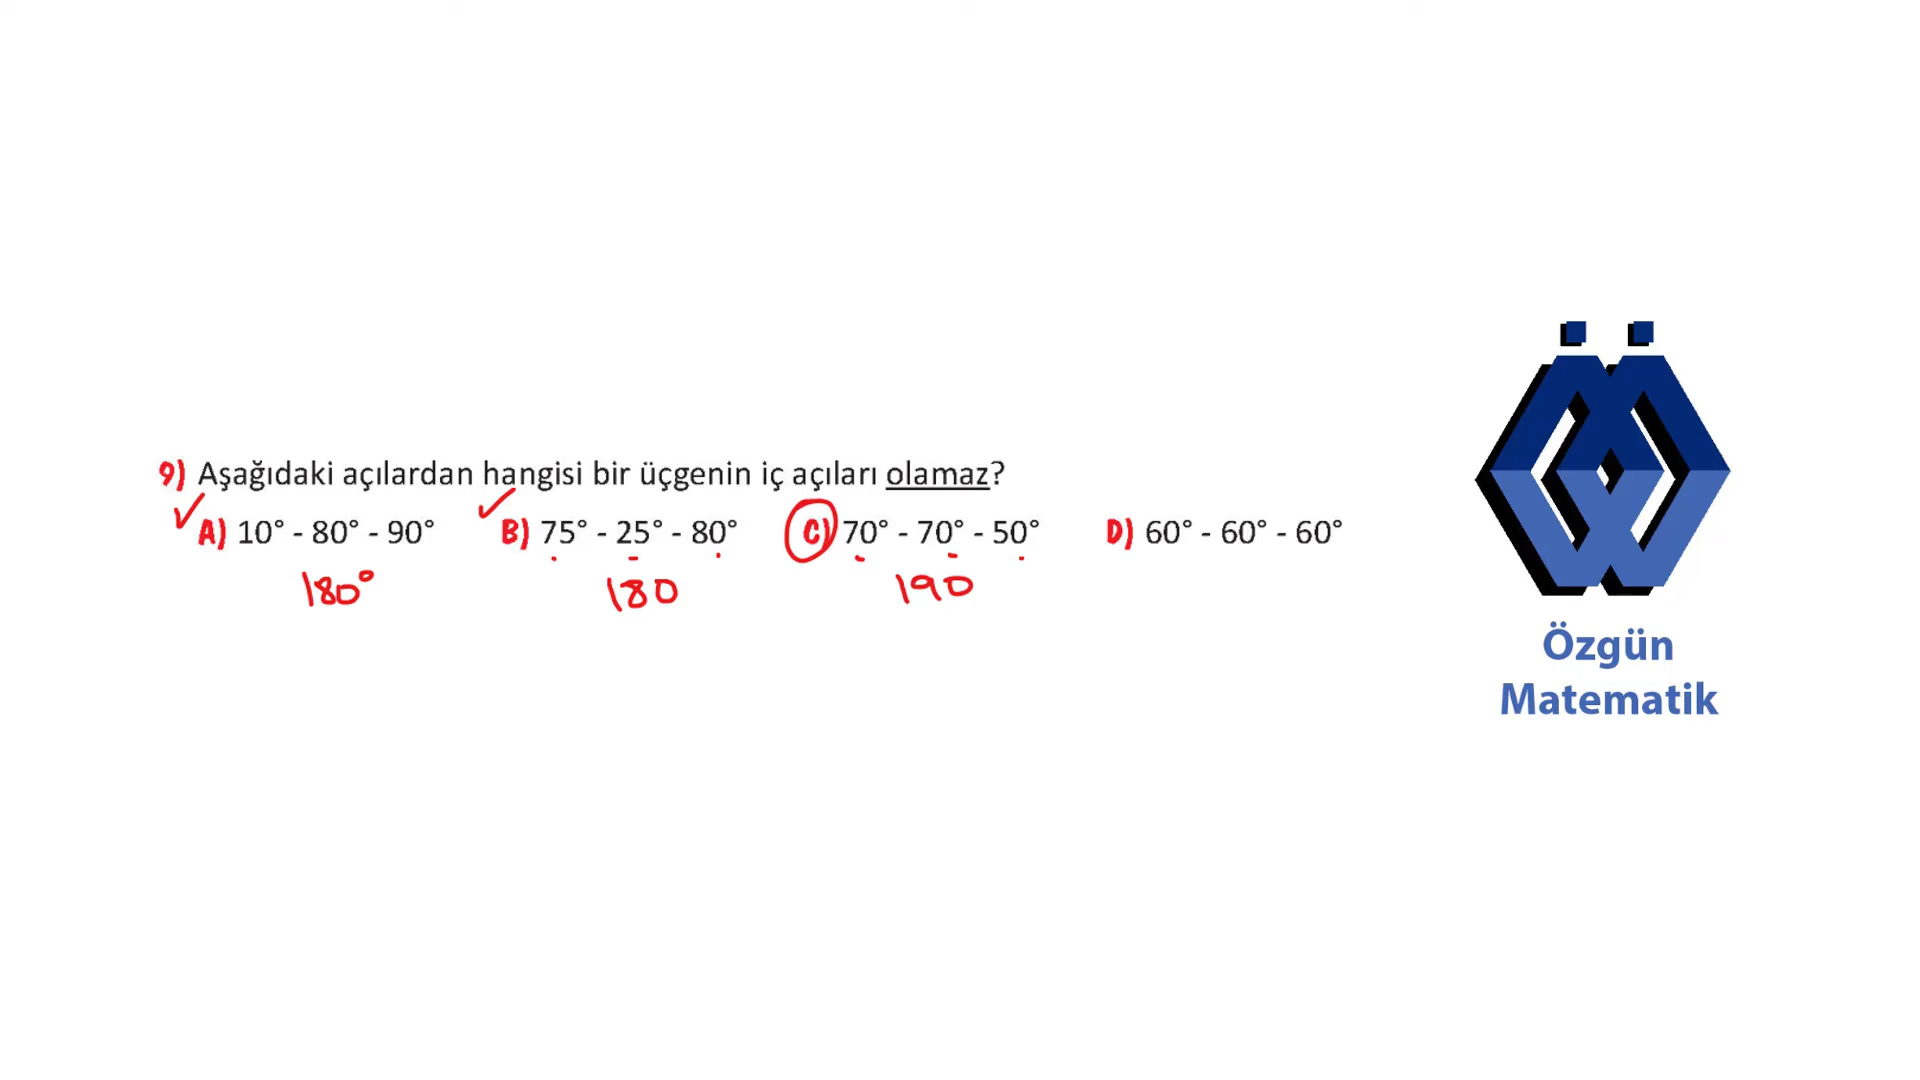 9) Aşağıdaki açılardan hangisi bir üçgenin iç açıları olamaz?
A) 10° - 80° - 90° B) 75° - 25° - 80° C) 70° - 70° - 50° D) 60° - 60° - 60°
180° 180 190
Özgün
Matematik